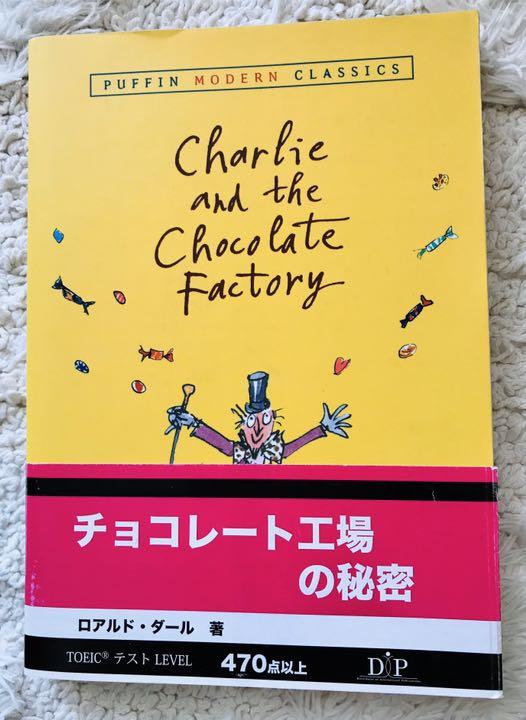 PUFFIN MODERN CLASSICS
Charlie
and the
Chocolate
Factory
チョコレート工場
の秘密
ロアルド・ダール 著
TOEIC® テスト LEVEL 470点以上 DIP